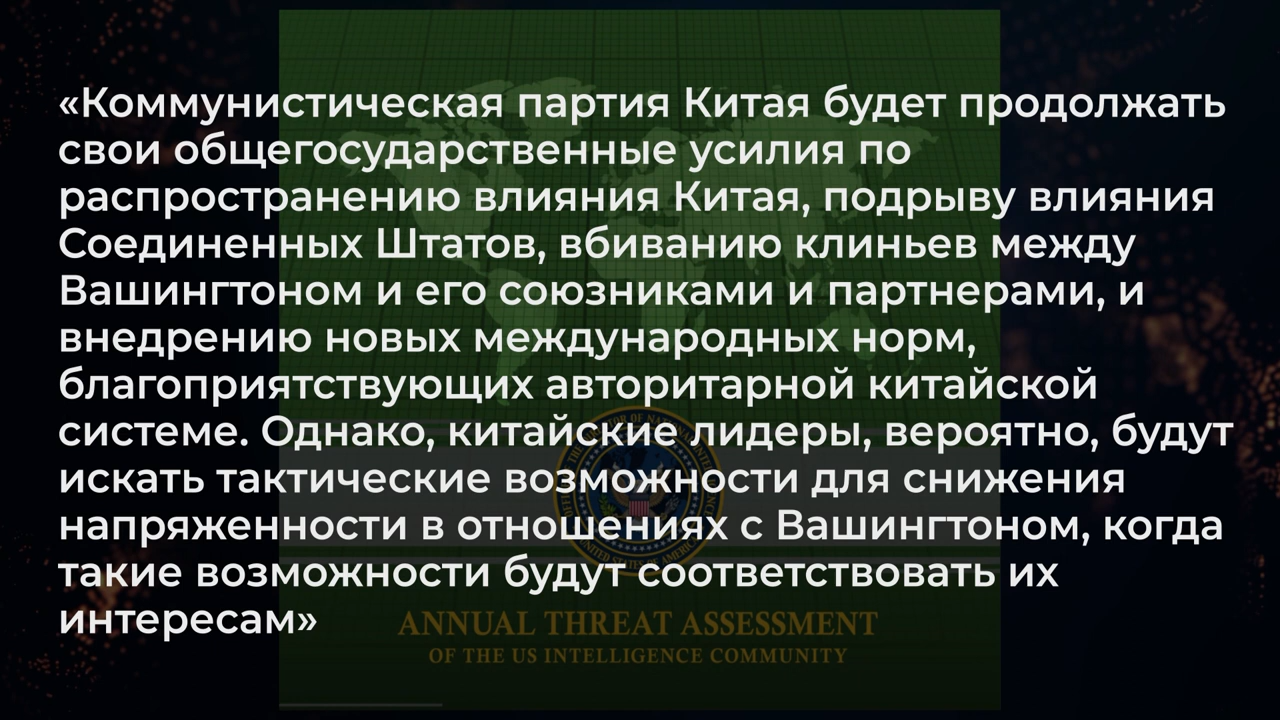 «Коммунистическая партия Китая будет продолжать
свои общегосударственные усилия по
распространению влияния Китая, подрыву влияния
Соединенных Штатов, вбиванию клиньев между
Вашингтоном и его союзниками и партнерами, и
внедрению новых международных норм,
благоприятствующих авторитарной китайской
системе. Однако, китайские лидеры, вероятно, будут
искать тактические возможности для снижения
напряженности в отношениях с Вашингтоном, когда
такие возможности будут соответствовать их
интересам»
ANNUAL THREAT ASSESSMENT
OF THE US INTELLIGENCE COMMUNITY